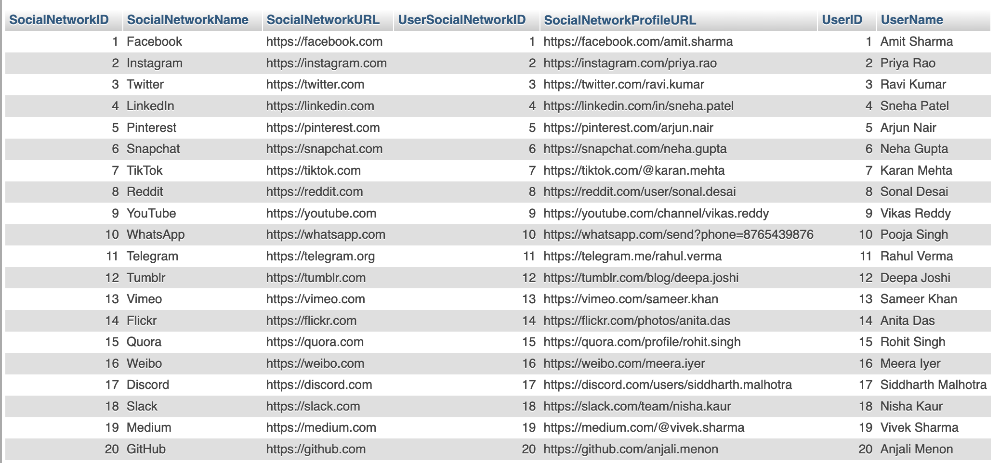 SocialNetworkID SocialNetworkName SocialNetworkURL UserSocialNetworkID SocialNetworkProfileURL UserID UserName
1 Facebook https://facebook.com 1 https://facebook.com/amit.sharma 1 Amit Sharma
2 Instagram https://instagram.com 2 https://instagram.com/priya.rao 2 Priya Rao
3 Twitter https://twitter.com 3 https://twitter.com/ravi.kumar 3 Ravi Kumar
4 LinkedIn https://linkedin.com 4 https://linkedin.com/in/sneha.patel 4 Sneha Patel
5 Pinterest https://pinterest.com 5 https://pinterest.com/arjun.nair 5 Arjun Nair
6 Snapchat https://snapchat.com 6 https://snapchat.com/neha.gupta 6 Neha Gupta
7 TikTok https://tiktok.com 7 https://tiktok.com/@karan.mehta 7 Karan Mehta
8 Reddit https://reddit.com 8 https://reddit.com/user/sonal.desai 8 Sonal Desai
9 YouTube https://youtube.com 9 https://youtube.com/channel/vikas.reddy 9 Vikas Reddy
10 WhatsApp https://whatsapp.com 10 https://whatsapp.com/send?phone=8765439876 10 Pooja Singh
11 Telegram https://telegram.org 11 https://telegram.me/rahul.verma 11 Rahul Verma
12 Tumblr https://tumblr.com 12 https://tumblr.com/blog/deepa.joshi 12 Deepa Joshi
13 Vimeo https://vimeo.com 13 https://vimeo.com/sameer.khan 13 Sameer Khan
14 Flickr https://flickr.com 14 https://flickr.com/photos/anita.das 14 Anita Das
15 Quora https://quora.com 15 https://quora.com/profile/rohit.singh 15 Rohit Singh
16 Weibo https://weibo.com 16 https://weibo.com/meera.iyer 16 Meera Iyer
17 Discord https://discord.com 17 https://discord.com/users/siddharth.malhotra 17 Siddharth Malhotra
18 Slack https://slack.com 18 https://slack.com/team/nisha.kaur 18 Nisha Kaur
19 Medium https://medium.com 19 https://medium.com/@vivek.sharma 19 Vivek Sharma
20 GitHub https://github.com 20 https://github.com/anjali.menon 20 Anjali Menon